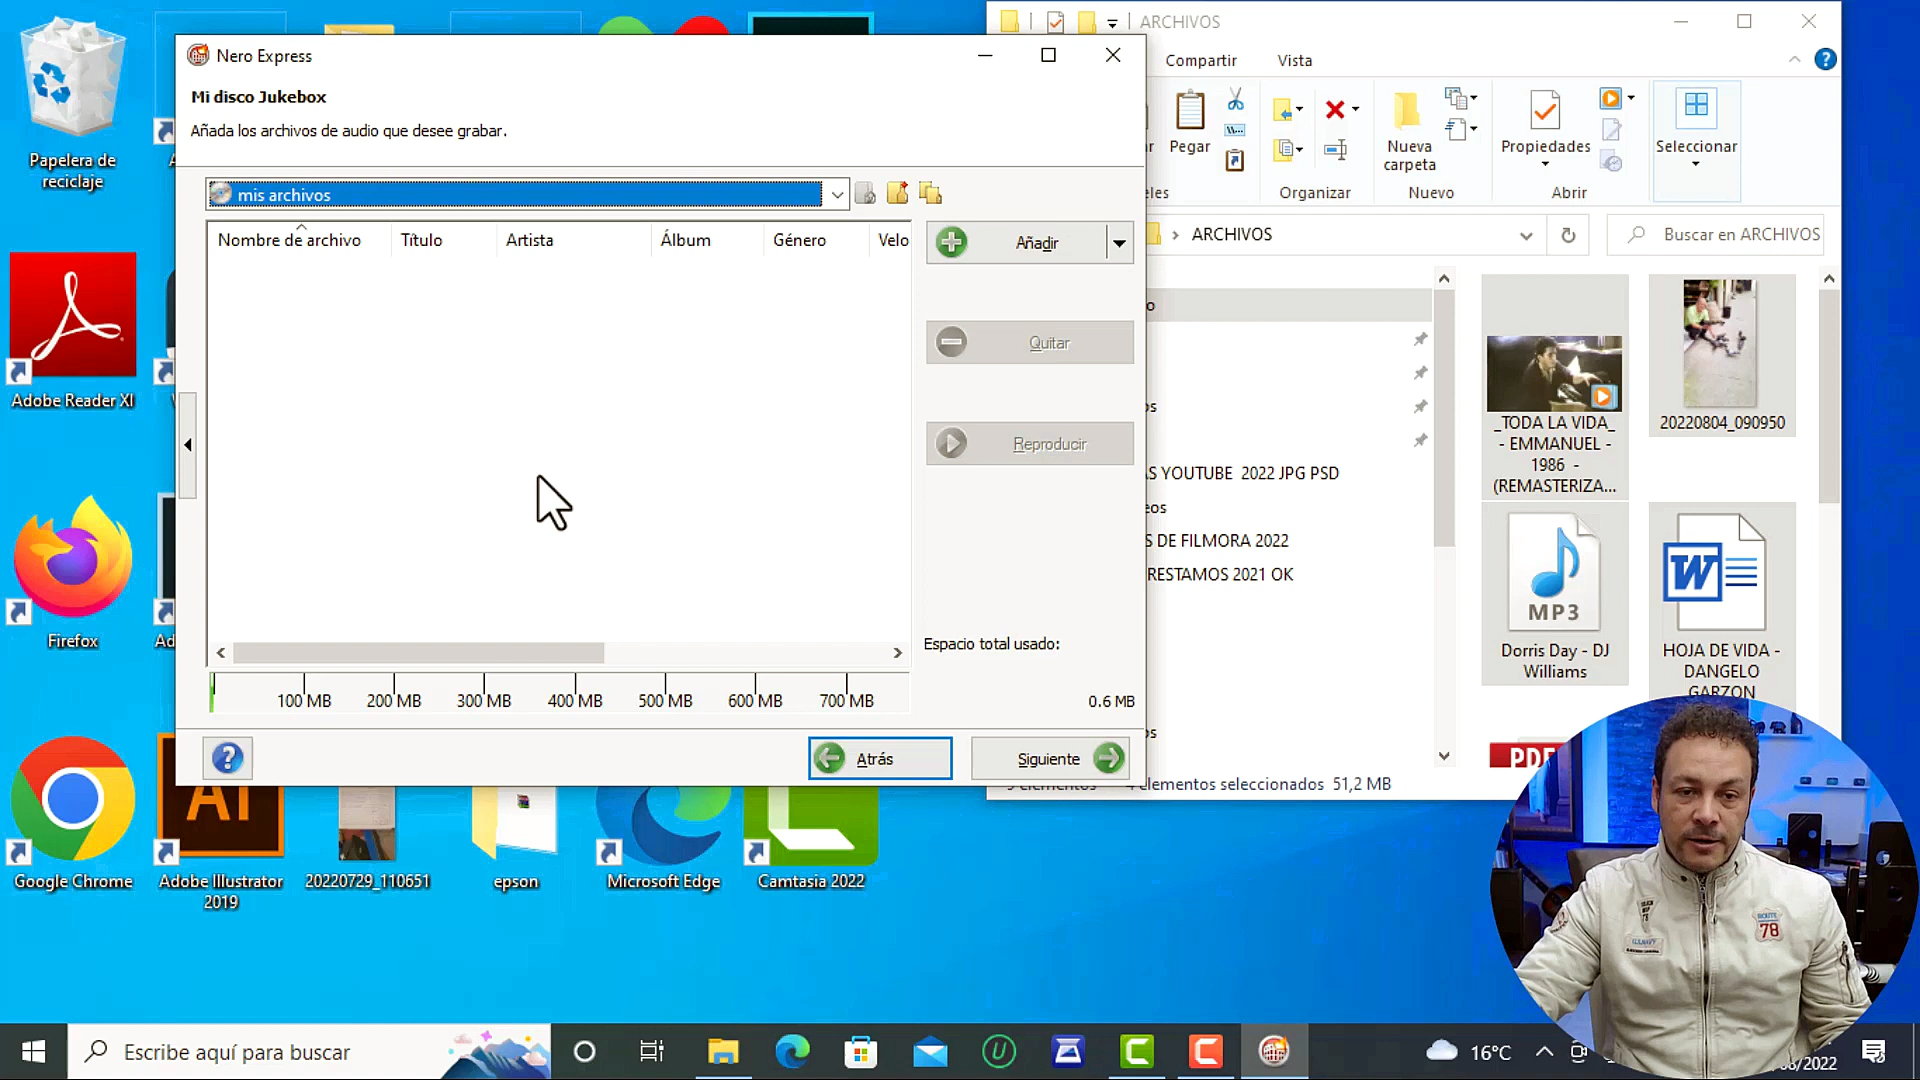 Nero Express
Mi disco Jukebox
Añada los archivos de audio que desee grabar.
mis archivos
Nombre de archivo
Título
Artista
Álbum
Género
Velo
Añadir
Quitar
Reproducir
Espacio total usado:
0.6 MB
100 MB
200 MB
300 MB
400 MB
500 MB
600 MB
700 MB
Atrás
Siguiente
ARCHIVOS
Compartir
Vista
Pegar
Nueva
carpeta
Propiedades
Seleccionar
Organizar
Nuevo
Abrir
ARCHIVOS
Buscar en ARCHIVOS
AS YOUTUBE 2022 JPG PSD
eos
S DE FILMORA 2022
RESTAMOS 2021 OK
_TODA LA VIDA_
- EMMANUEL -
1986 -
(REMASTERIZA...
20220804_090950
MP3
Dorris Day - DJ
Williams
W
HOJA DE VIDA -
DANGELO
GARZON
PDF
elementos seleccionados 51,2 MB
ROUTE
78
Papelera de
reciclaje
Adobe Reader XI
Firefox
Google Chrome
Adobe Illustrator
2019
20220729_110651
epson
Microsoft Edge
Camtasia 2022
Escribe aquí para buscar
16°C
/2022